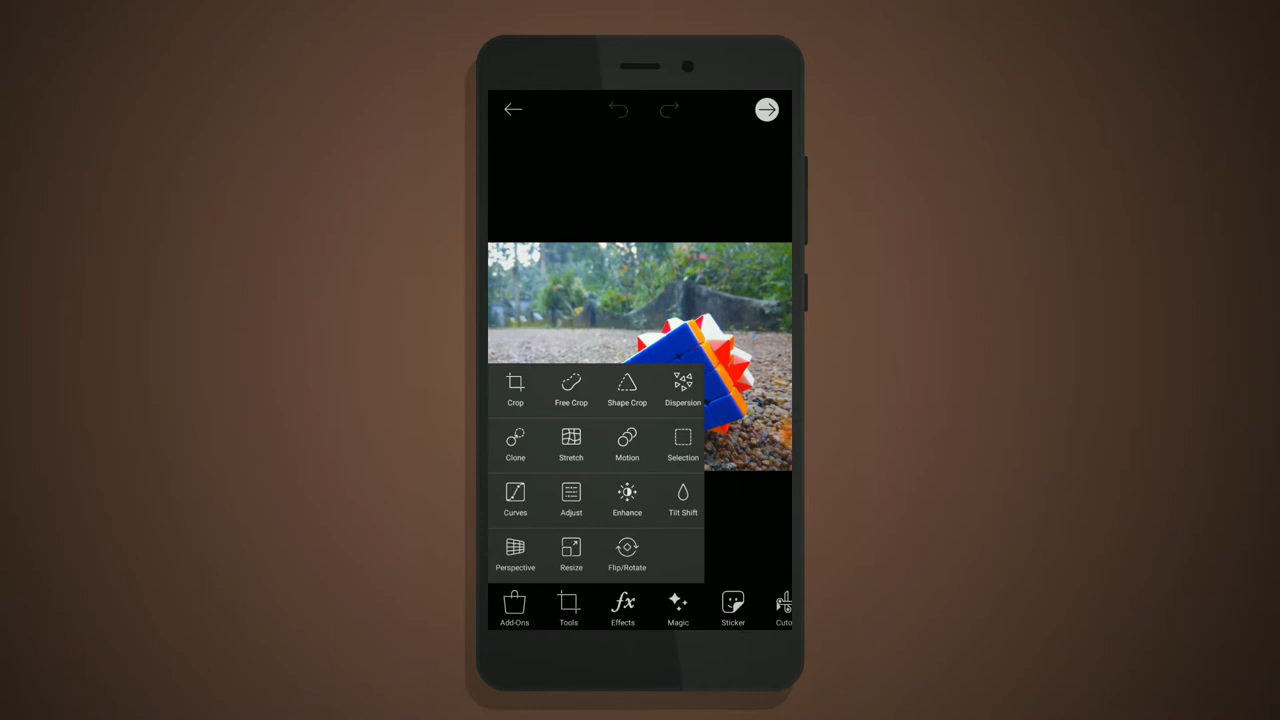 Crop Free Crop Shape Crop Dispersion
Clone Stretch Motion Selection
Curves Adjust Enhance Tilt Shift
Perspective Resize Flip/Rotate
Add-Ons Tools Effects Magic Sticker Cuto